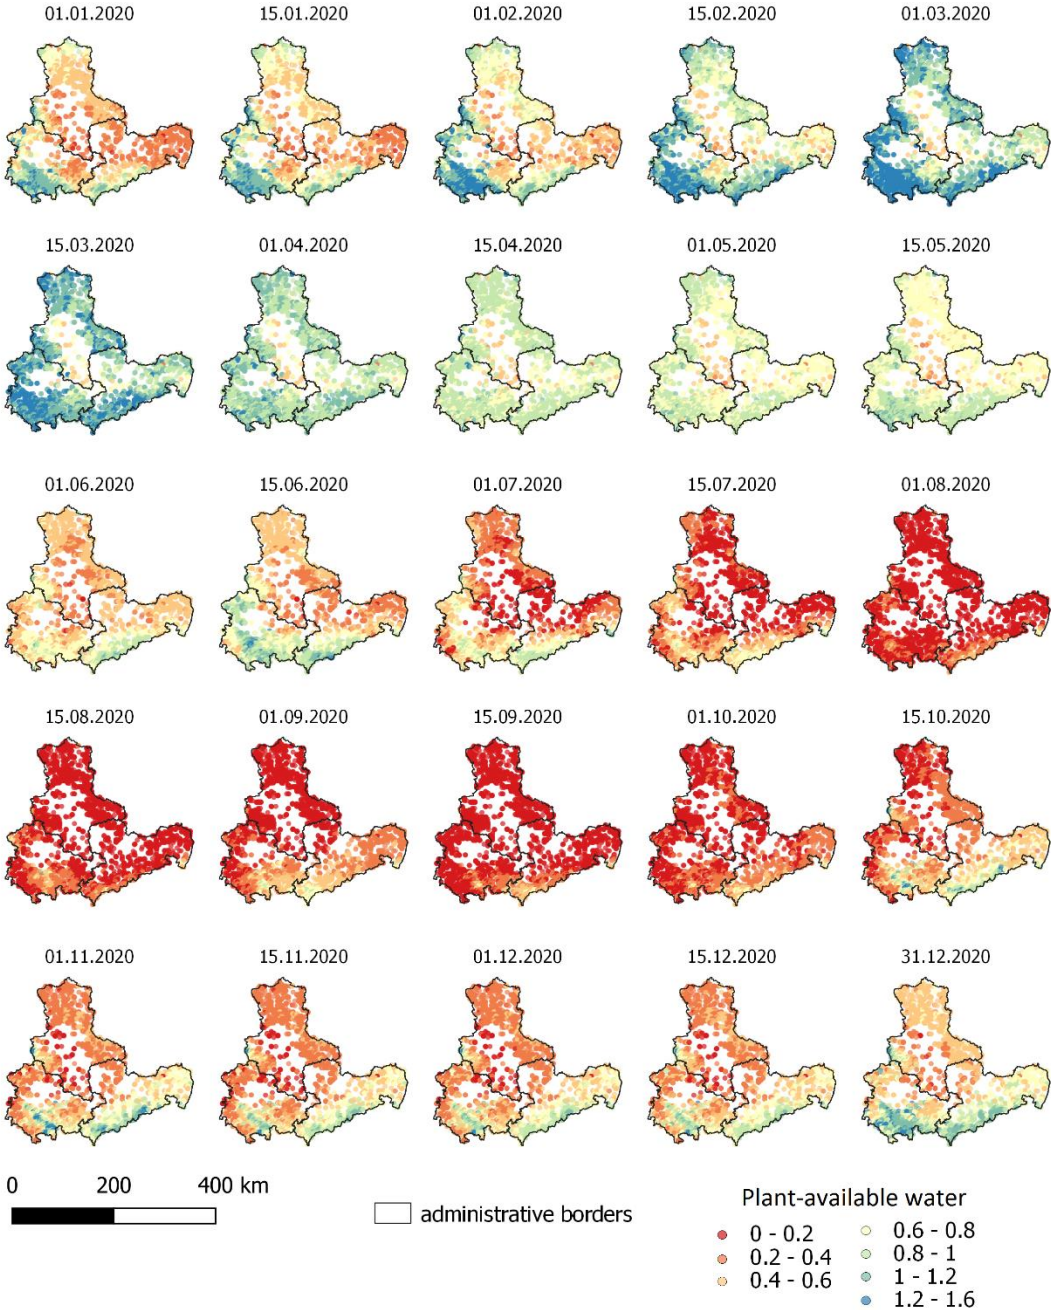 01.01.2020 15.01.2020 01.02.2020 15.02.2020 01.03.2020
15.03.2020 01.04.2020 15.04.2020 01.05.2020 15.05.2020
01.06.2020 15.06.2020 01.07.2020 15.07.2020 01.08.2020
15.08.2020 01.09.2020 15.09.2020 01.10.2020 15.10.2020
01.11.2020 15.11.2020 01.12.2020 15.12.2020 31.12.2020
0 200 400 km
administrative borders
Plant-available water
0 - 0.2
0.2 - 0.4
0.4 - 0.6
0.6 - 0.8
0.8 - 1
1 - 1.2
1.2 - 1.6